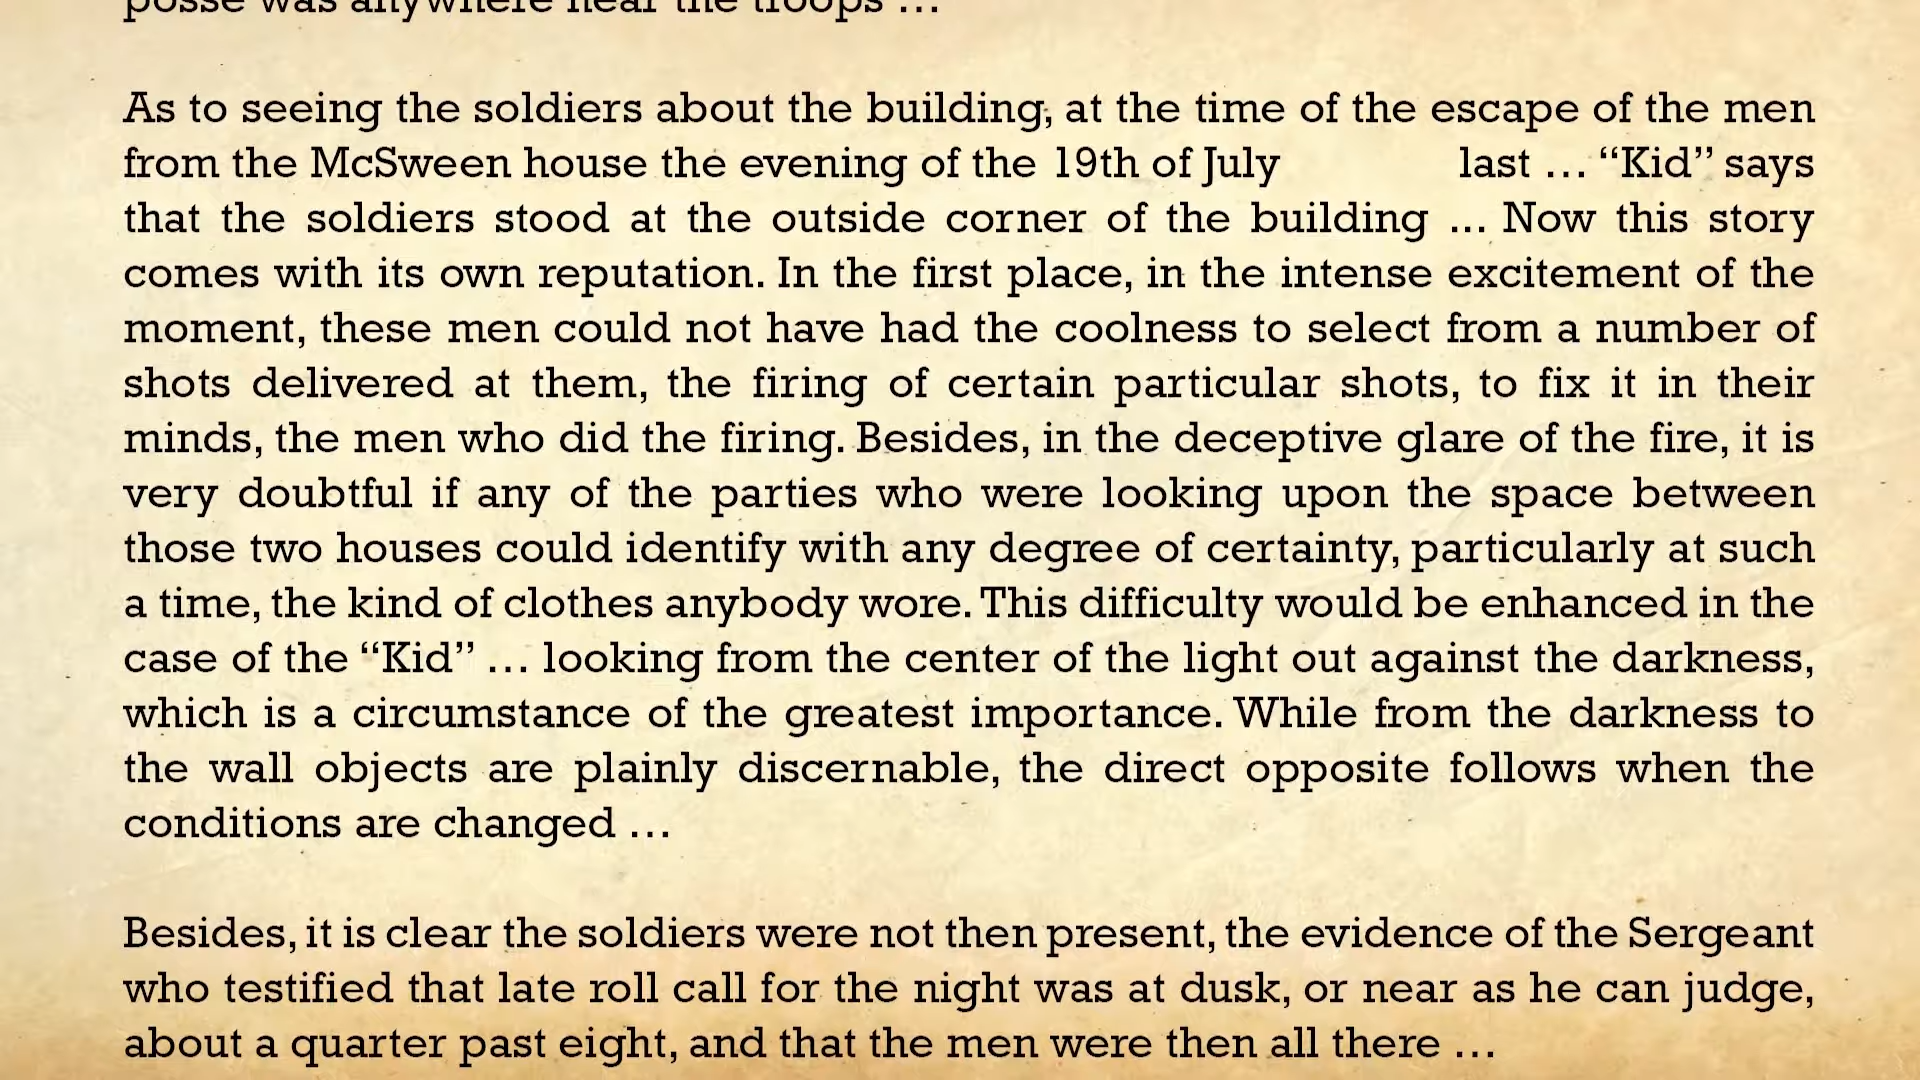 posse was anywhere near the troops …
As to seeing the soldiers about the building, at the time of the escape of the men
from the McSween house the evening of the 19th of July last … “Kid” says
that the soldiers stood at the outside corner of the building ... Now this story
comes with its own reputation. In the first place, in the intense excitement of the
moment, these men could not have had the coolness to select from a number of
shots delivered at them, the firing of certain particular shots, to fix it in their
minds, the men who did the firing. Besides, in the deceptive glare of the fire, it is
very doubtful if any of the parties who were looking upon the space between
those two houses could identify with any degree of certainty, particularly at such
a time, the kind of clothes anybody wore. This difficulty would be enhanced in the
case of the “Kid” … looking from the center of the light out against the darkness,
which is a circumstance of the greatest importance. While from the darkness to
the wall objects are plainly discernable, the direct opposite follows when the
conditions are changed …
Besides, it is clear the soldiers were not then present, the evidence of the Sergeant
who testified that late roll call for the night was at dusk, or near as he can judge,
about a quarter past eight, and that the men were then all there …